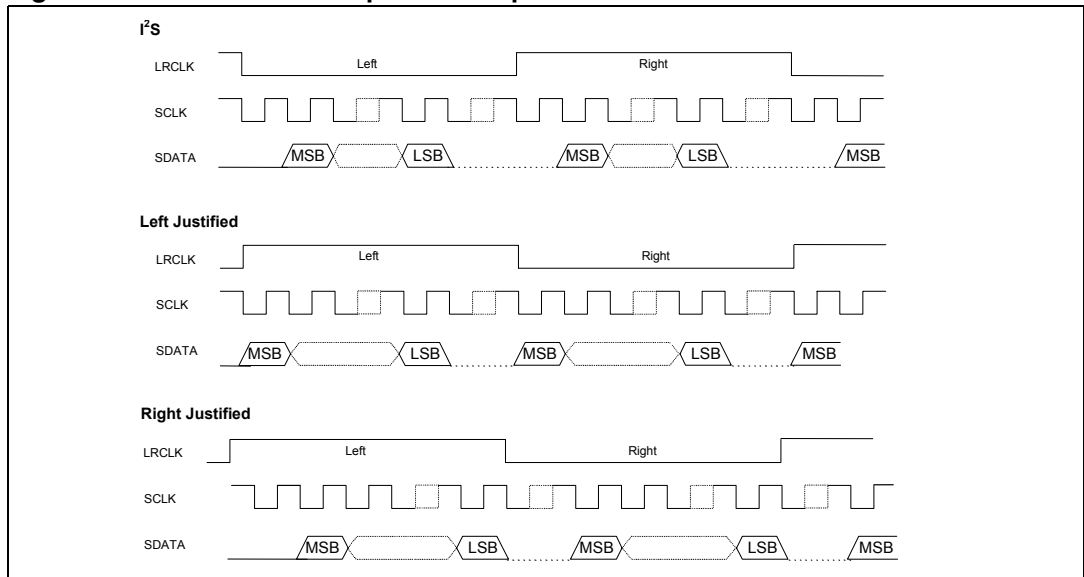 I²S
LRCLK Left Right
SCLK
SDATA MSB LSB MSB LSB MSB
Left Justified
LRCLK Left Right
SCLK
SDATA MSB LSB MSB LSB MSB
Right Justified
LRCLK Left Right
SCLK
SDATA MSB LSB MSB LSB MSB